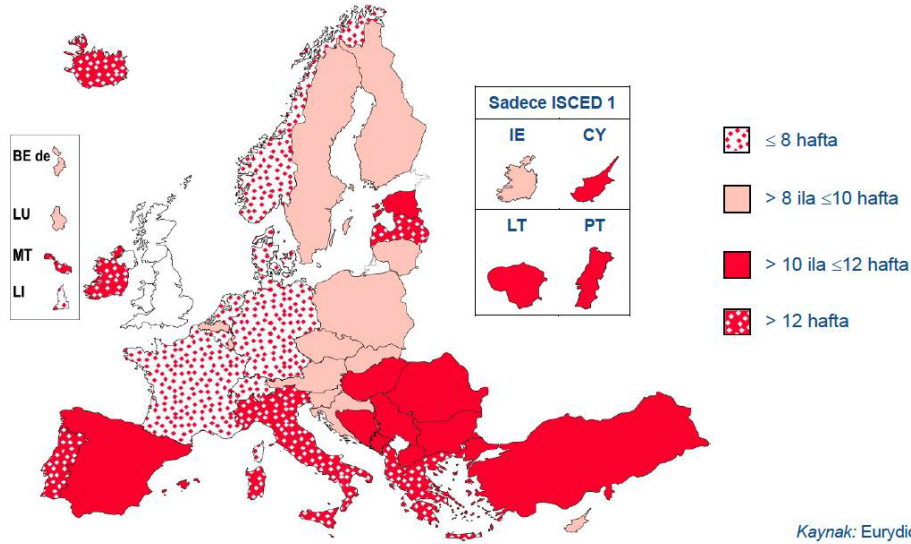 Sadece ISCED 1
IE CY
LT PT
BE de
LU
MT
LI
≤ 8 hafta
> 8 ila ≤10 hafta
> 10 ila ≤12 hafta
> 12 hafta
Kaynak: Eurydic